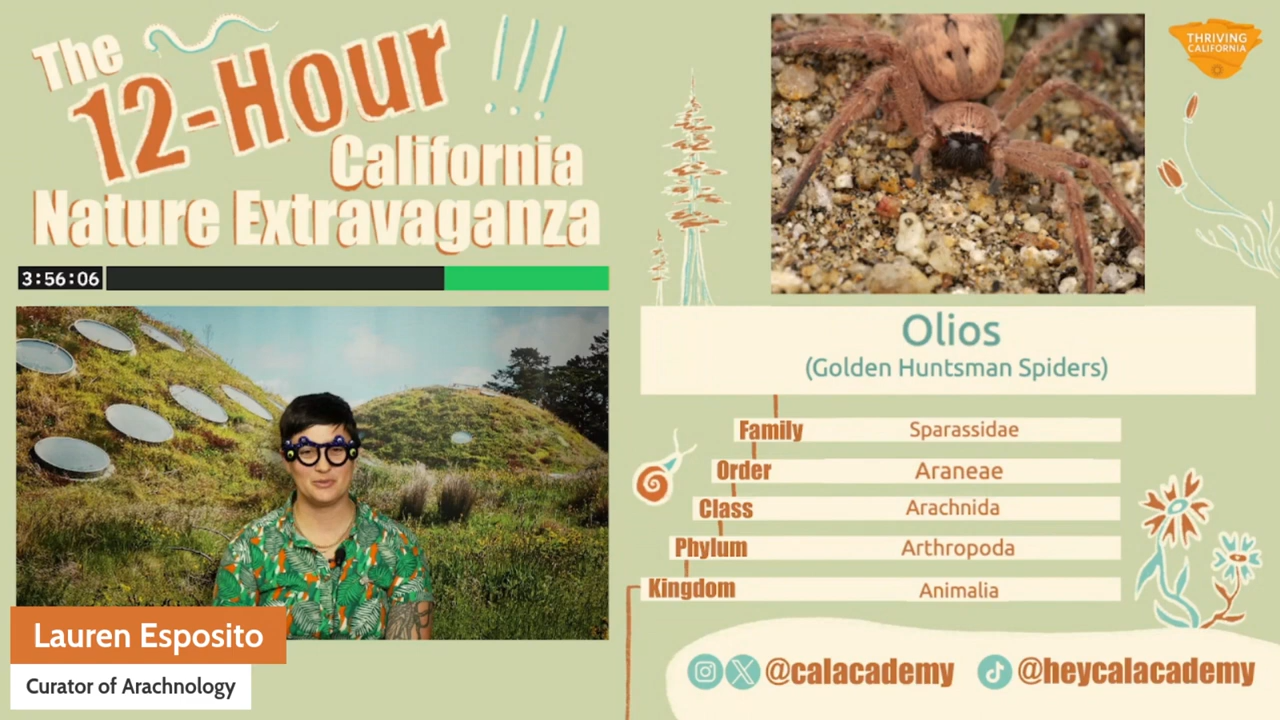 The
12-Hour!!!
California
Nature Extravaganza
3:56:06
Lauren Esposito
Curator of Arachnology
THRIVING
CALIFORNIA
Olios
(Golden Huntsman Spiders)
Family Sparassidae
Order Araneae
Class Arachnida
Phylum Arthropoda
Kingdom Animalia
@calacademy @heycalacademy